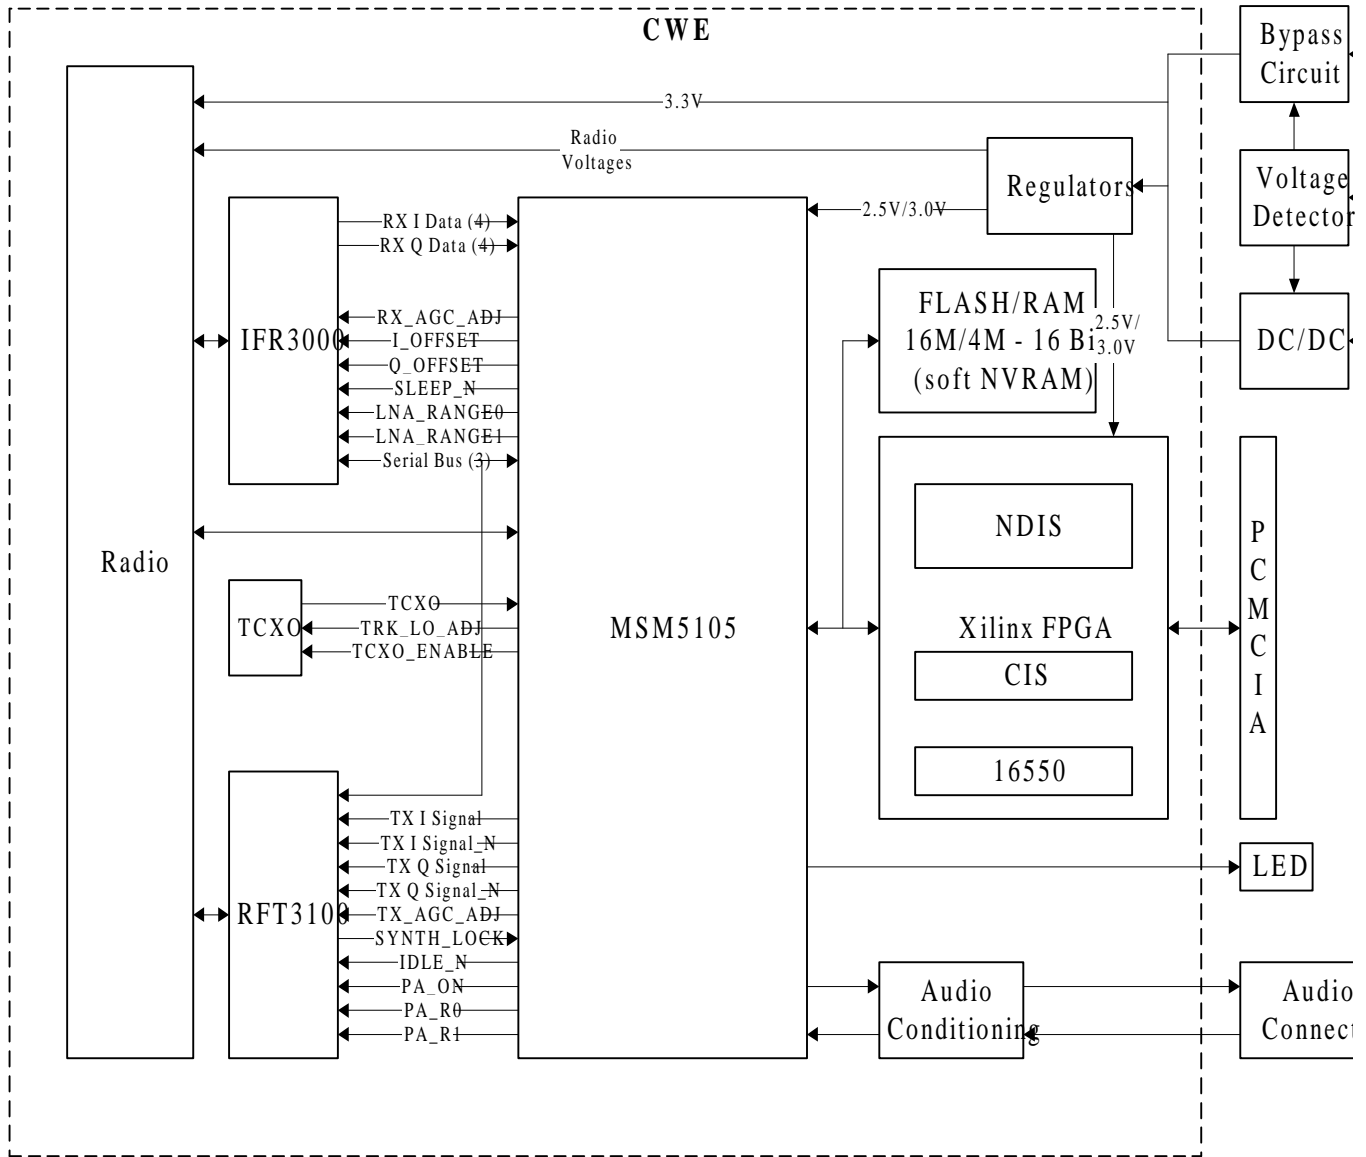 CWE
Bypass
Circuit
3.3V
Radio
Voltages
Regulators
Voltage
Detector
2.5V/3.0V
RX I Data (4)
RX Q Data (4)
FLASH/RAM
16M/4M - 16 Bi
(soft NVRAM)
2.5V/
3.0V
DC/DC
IFR3000
RX_AGC_ADJ
I_OFFSET
Q_OFFSET
SLEEP_N
LNA_RANGE0
LNA_RANGE1
Serial Bus (3)
NDIS
P
C
M
C
I
A
Radio
TCXO
TCXO
TRK_LO_ADJ
TCXO_ENABLE
MSM5105
Xilinx FPGA
CIS
16550
TX I Signal
TX I Signal_N
TX Q Signal
TX Q Signal_N
TX_AGC_ADJ
SYNTH_LOCK
IDLE_N
PA_ON
PA_R0
PA_R1
RFT3100
LED
Audio
Conditioning
Audio
Connect